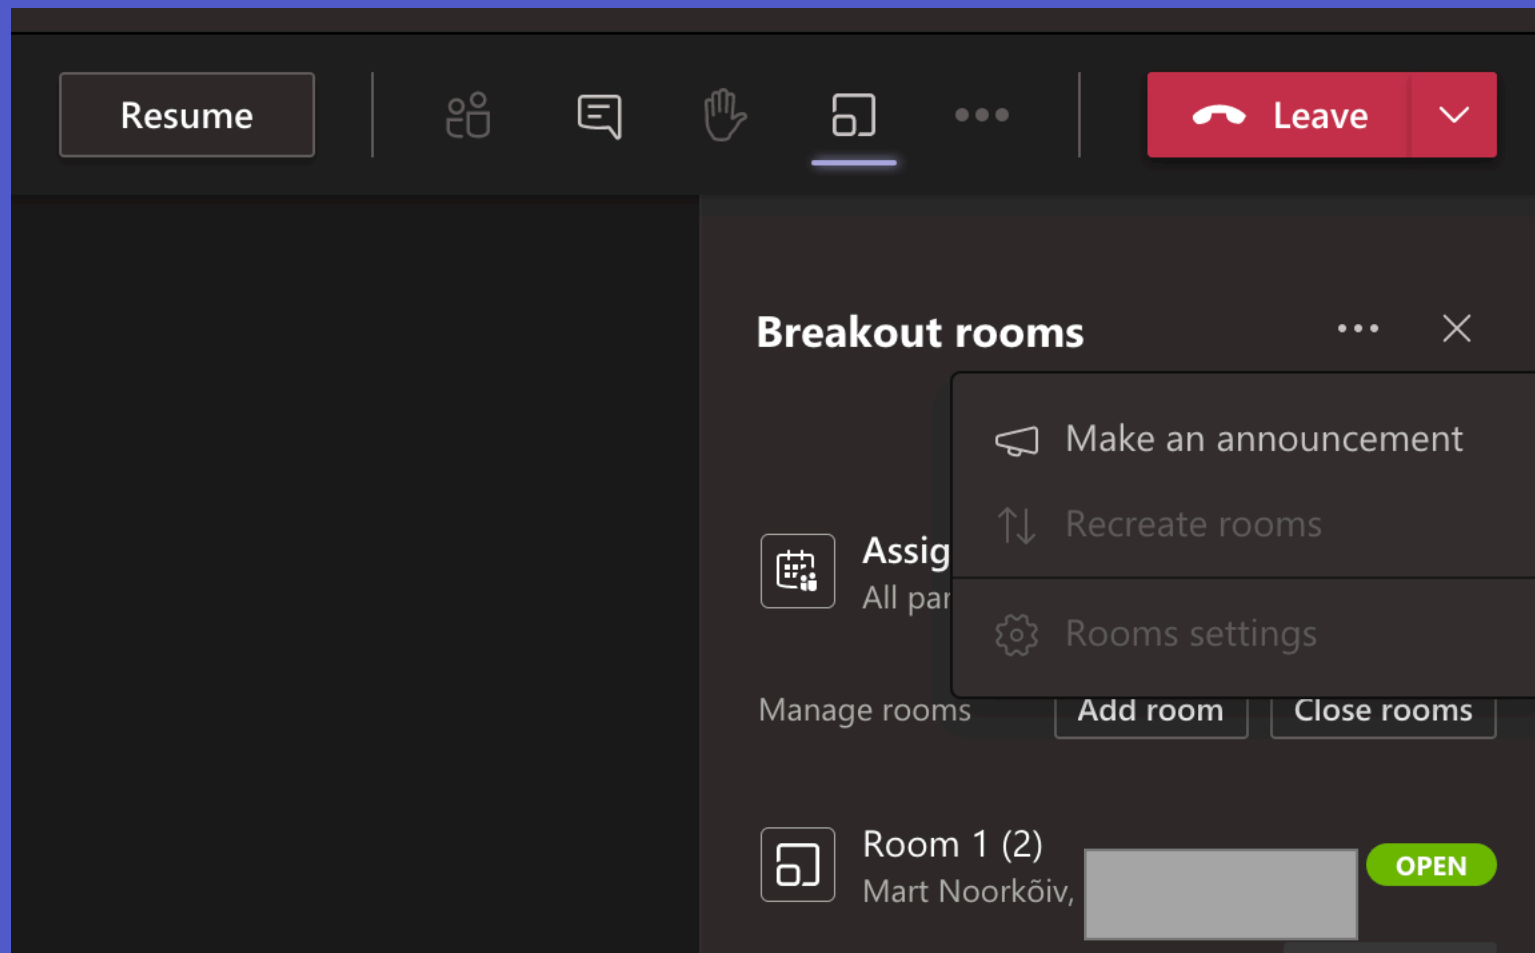 Resume
Leave
Breakout rooms
Make an announcement
Recreate rooms
Assig
All par
Rooms settings
Manage rooms
Add room
Close rooms
Room 1 (2)
OPEN
Mart Noorkõiv,